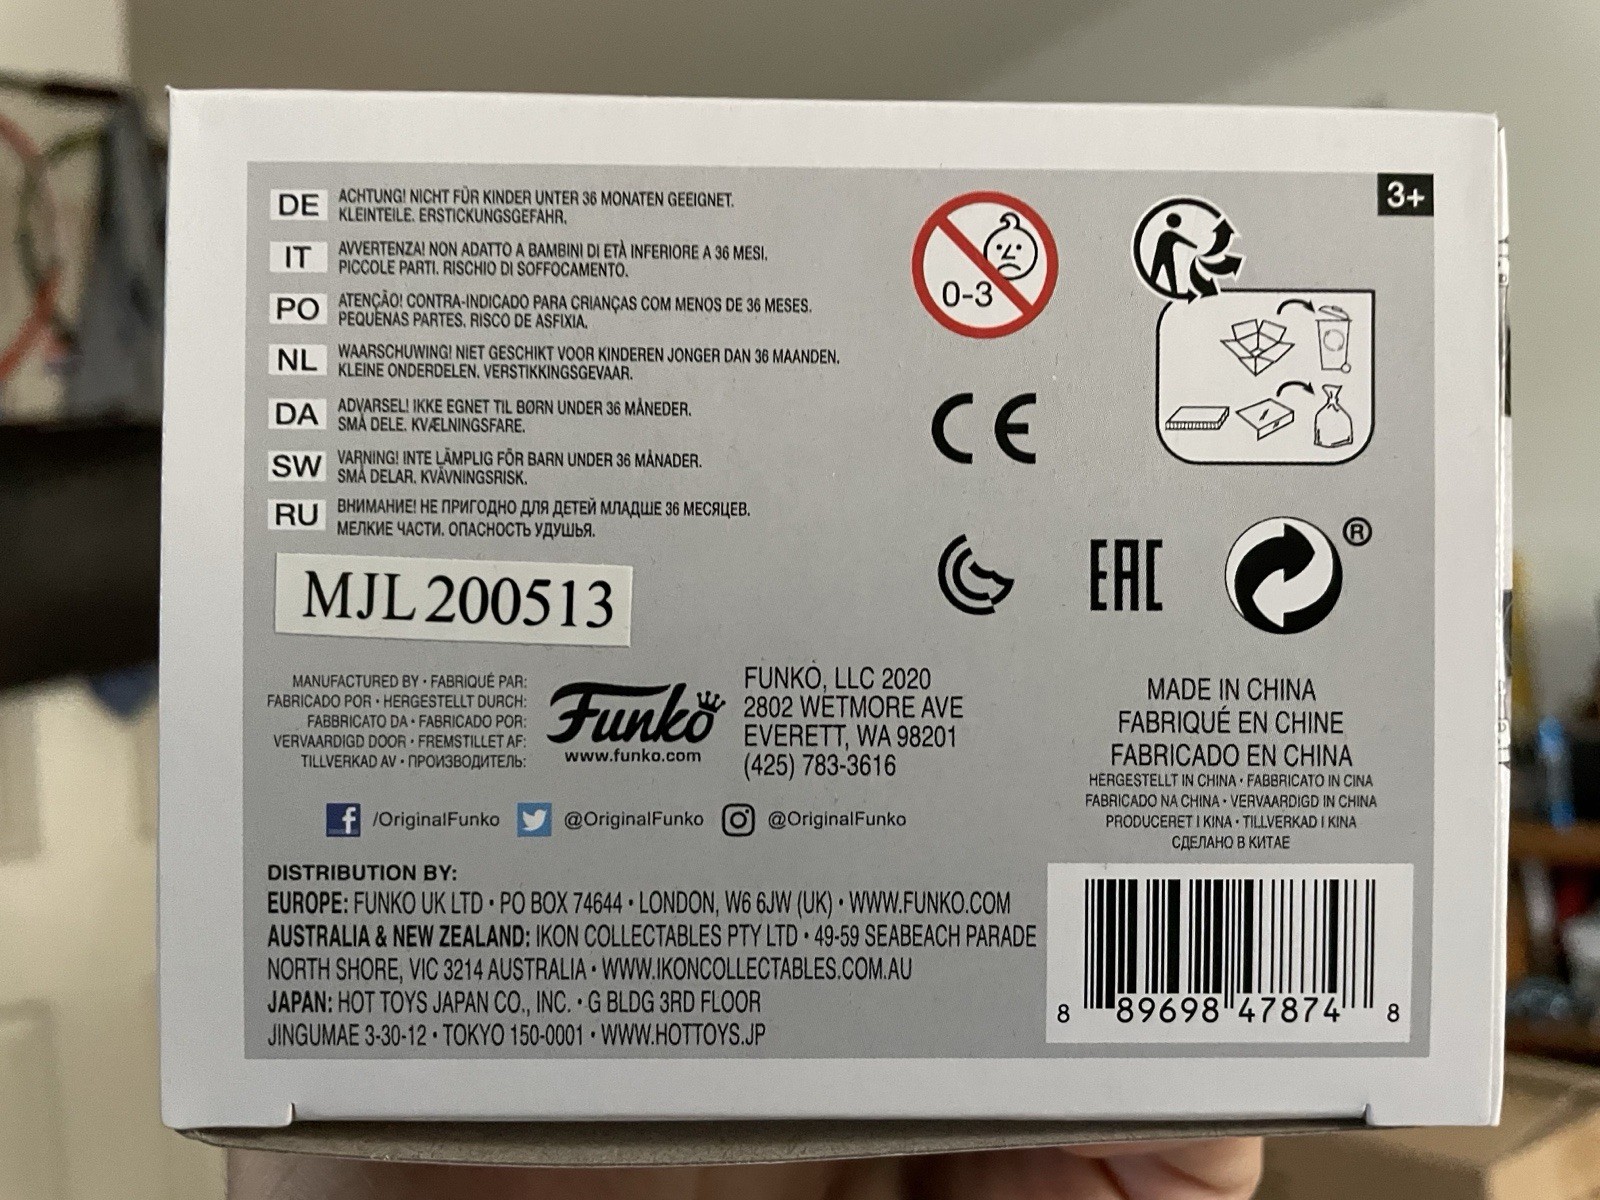 3+
DE
ACHTUNG! NICHT FÜR KINDER UNTER 36 MONATEN GEEIGNET.
KLEINTEILE. ERSTICKUNGSGEFAHR.
IT
AVVERTENZA! NON ADATTO A BAMBINI DI ETÀ INFERIORE A 36 MESI.
PICCOLE PARTI. RISCHIO DI SOFFOCAMENTO.
PO
ATENÇÃO! CONTRA-INDICADO PARA CRIANÇAS COM MENOS DE 36 MESES.
PEQUENAS PARTES. RISCO DE ASFIXIA.
NL
WAARSCHUWING! NIET GESCHIKT VOOR KINDEREN JONGER DAN 36 MAANDEN.
KLEINE ONDERDELEN. VERSTIKKINGSGEVAAR.
DA
ADVARSEL! IKKE EGNET TIL BØRN UNDER 36 MÅNEDER.
SMÅ DELE. KVÆLNINGSFARE.
SW
VARNING! INTE LÄMPLIG FÖR BARN UNDER 36 MÅNADER.
SMÅ DELAR. KVÄVNINGSRISK.
RU
ВНИМАНИЕ! НЕ ПРИГОДНО ДЛЯ ДЕТЕЙ МЛАДШЕ 36 МЕСЯЦЕВ.
МЕЛКИЕ ЧАСТИ. ОПАСНОСТЬ УДУШЬЯ.
0-3
CE
EAC
®
MJL 200513
MANUFACTURED BY • FABRIQUÉ PAR:
FABRICADO POR • HERGESTELLT DURCH:
FABBRICATO DA • FABRICADO POR:
VERVAARDIGD DOOR • FREMSTILLET AF:
TILLVERKAD AV • ПРОИЗВОДИТЕЛЬ:
Funko
www.funko.com
FUNKO, LLC 2020
2802 WETMORE AVE
EVERETT, WA 98201
(425) 783-3616
MADE IN CHINA
FABRIQUÉ EN CHINE
FABRICADO EN CHINA
HERGESTELLT IN CHINA • FABBRICATO IN CINA
FABRICADO NA CHINA • VERVAARDIGD IN CHINA
PRODUCERET I KINA • TILLVERKAD I KINA
СДЕЛАНО В КИТАЕ
/OriginalFunko @OriginalFunko @OriginalFunko
DISTRIBUTION BY:
EUROPE: FUNKO UK LTD • PO BOX 74644 • LONDON, W6 6JW (UK) • WWW.FUNKO.COM
AUSTRALIA & NEW ZEALAND: IKON COLLECTABLES PTY LTD • 49-59 SEABEACH PARADE
NORTH SHORE, VIC 3214 AUSTRALIA • WWW.IKONCOLLECTABLES.COM.AU
JAPAN: HOT TOYS JAPAN CO., INC. • G BLDG 3RD FLOOR
JINGUMAE 3-30-12 • TOKYO 150-0001 • WWW.HOTTOYS.JP
8 89698 47874 8